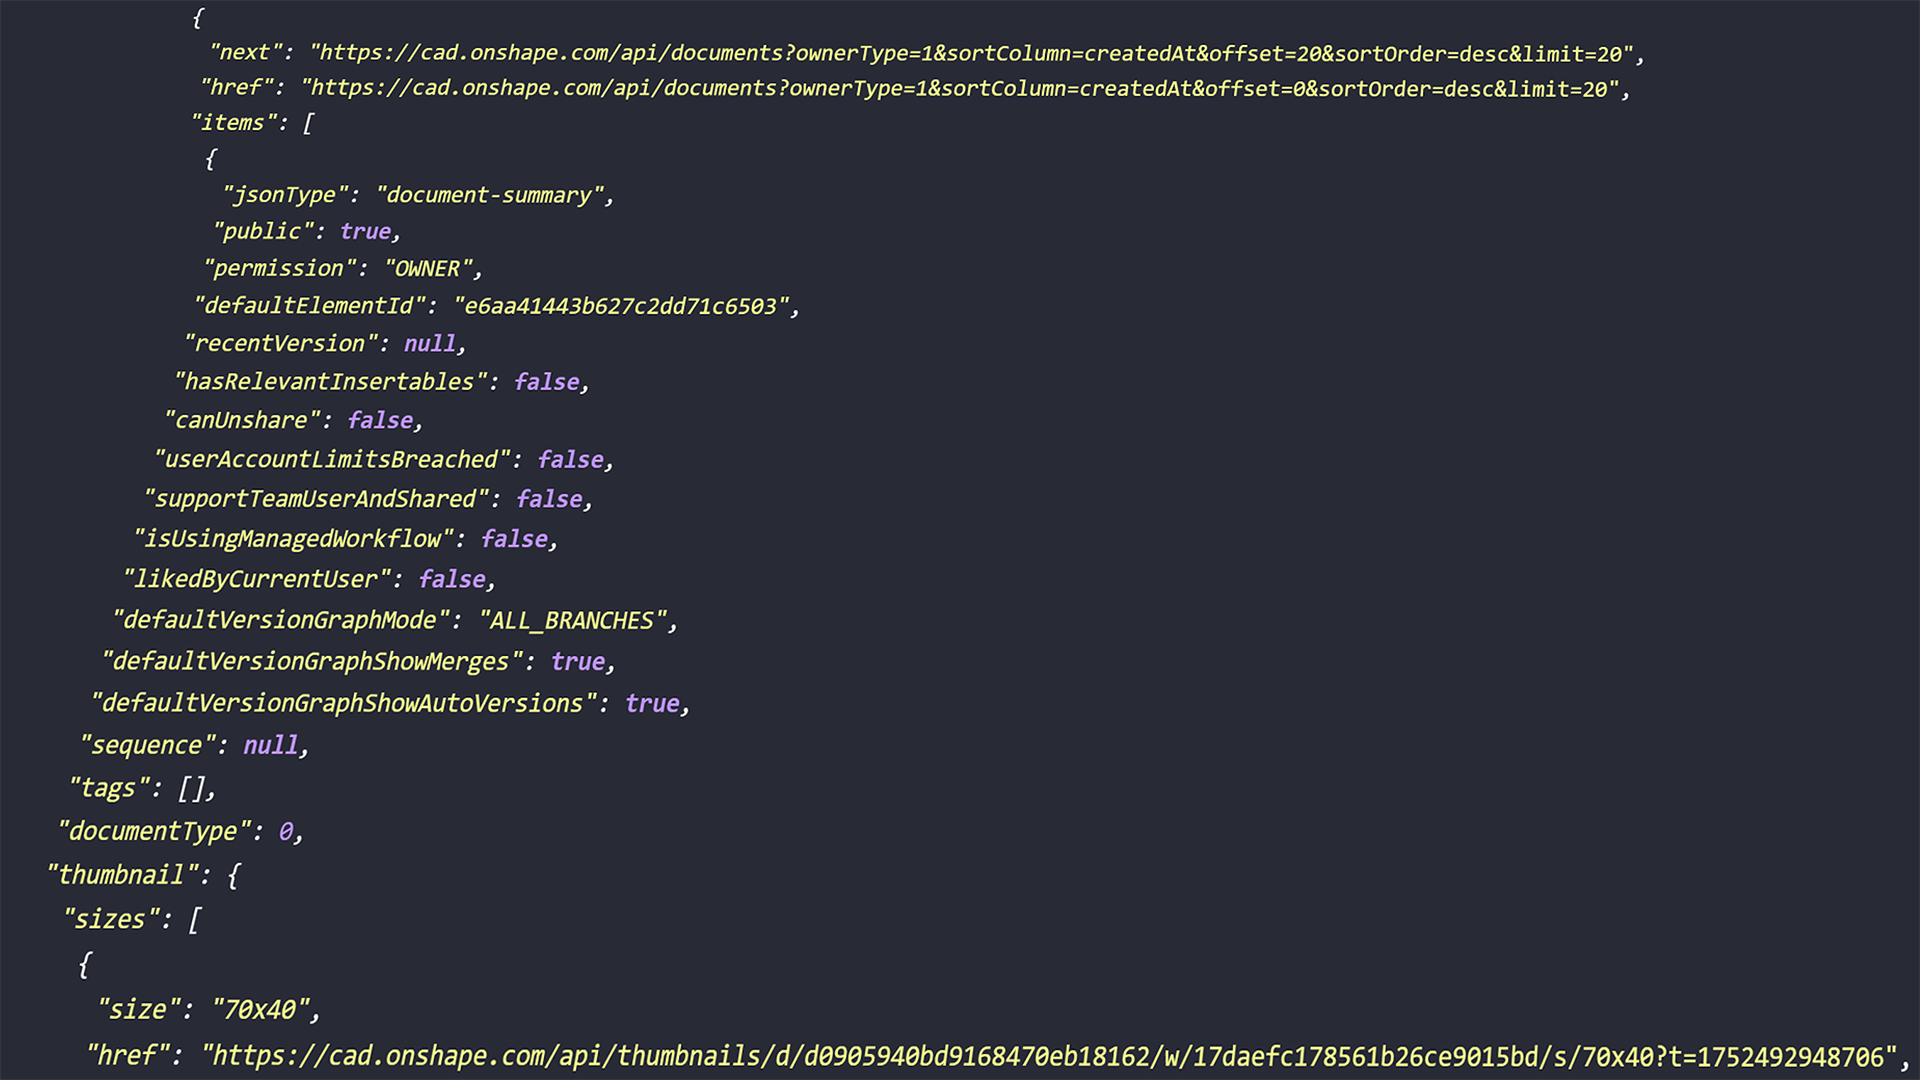 {
"next": "https://cad.onshape.com/api/documents?ownerType=1&sortColumn=createdAt&offset=20&sortOrder=desc&limit=20",
"href": "https://cad.onshape.com/api/documents?ownerType=1&sortColumn=createdAt&offset=0&sortOrder=desc&limit=20",
"items": [
{
"jsonType": "document-summary",
"public": true,
"permission": "OWNER",
"defaultElementId": "e6aa41443b627c2dd71c6503",
"recentVersion": null,
"hasRelevantInsertables": false,
"canUnshare": false,
"userAccountLimitsBreached": false,
"supportTeamUserAndShared": false,
"isUsingManagedWorkflow": false,
"likedByCurrentUser": false,
"defaultVersionGraphMode": "ALL_BRANCHES",
"defaultVersionGraphShowMerges": true,
"defaultVersionGraphShowAutoVersions": true,
"sequence": null,
"tags": [],
"documentType": 0,
"thumbnail": {
"sizes": [
{
"size": "70x40",
"href": "https://cad.onshape.com/api/thumbnails/d/d0905940bd9168470eb18162/w/17daefc178561b26ce9015bd/s/70x40?t=1752492948706",